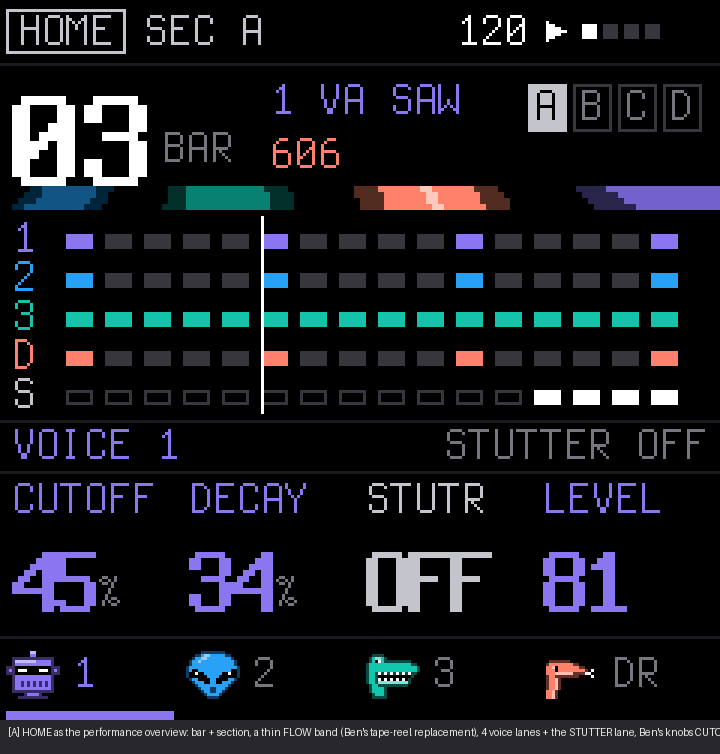 HOME SEC A 120
03 BAR 1 VA SAW A B C D
606
1
2
3
D
S
VOICE 1 STUTTER OFF
CUTOFF DECAY STUTR LEVEL
45% 34% OFF 81
1 2 3 DR
[A] HOME as the performance overview: bar + section, a thin FLOW band (Ben's tape-reel replacement), 4 voice lanes + the STUTTER lane, Ben's knobs CUTO